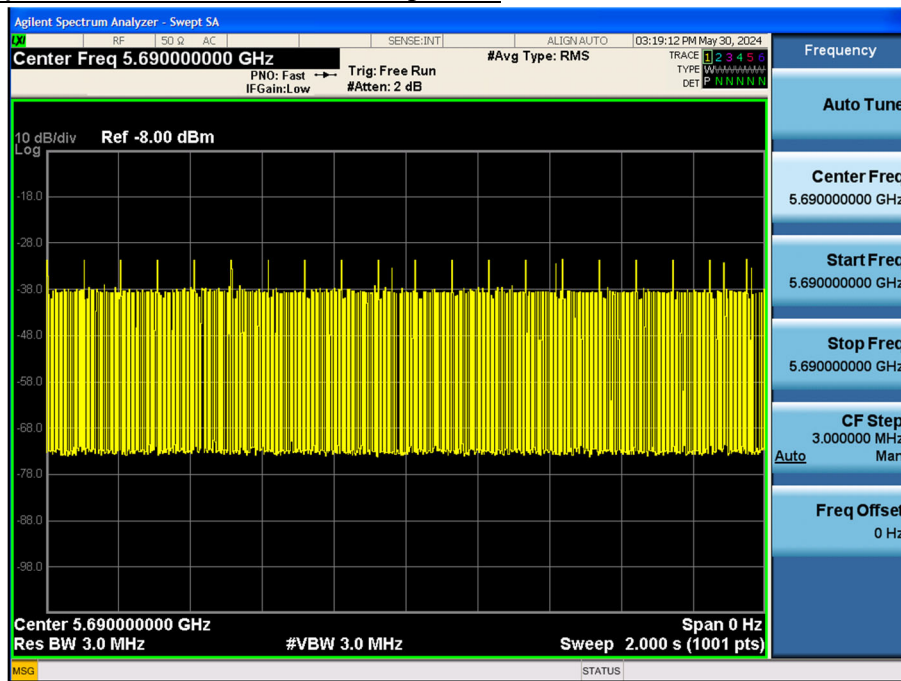 Agilent Spectrum Analyzer - Swept SA
LXI RF 50 Ω AC SENSE:INT ALIGN AUTO 03:19:12 PM May 30, 2024
Center Freq 5.690000000 GHz
PNO: Fast
IFGain:Low
Trig: Free Run
#Atten: 2 dB
#Avg Type: RMS
TRACE 1 2 3 4 5 6
TYPE
DET P N N N N N
10 dB/div Ref -8.00 dBm
Log
-18.0
-28.0
-38.0
-48.0
-58.0
-68.0
-78.0
-88.0
-98.0
Center 5.690000000 GHz Span 0 Hz
Res BW 3.0 MHz #VBW 3.0 MHz Sweep 2.000 s (1001 pts)
MSG STATUS
Frequency
Auto Tune
Center Freq
5.690000000 GHz
Start Freq
5.690000000 GHz
Stop Freq
5.690000000 GHz
CF Step
3.000000 MHz
Auto Man
Freq Offset
0 Hz